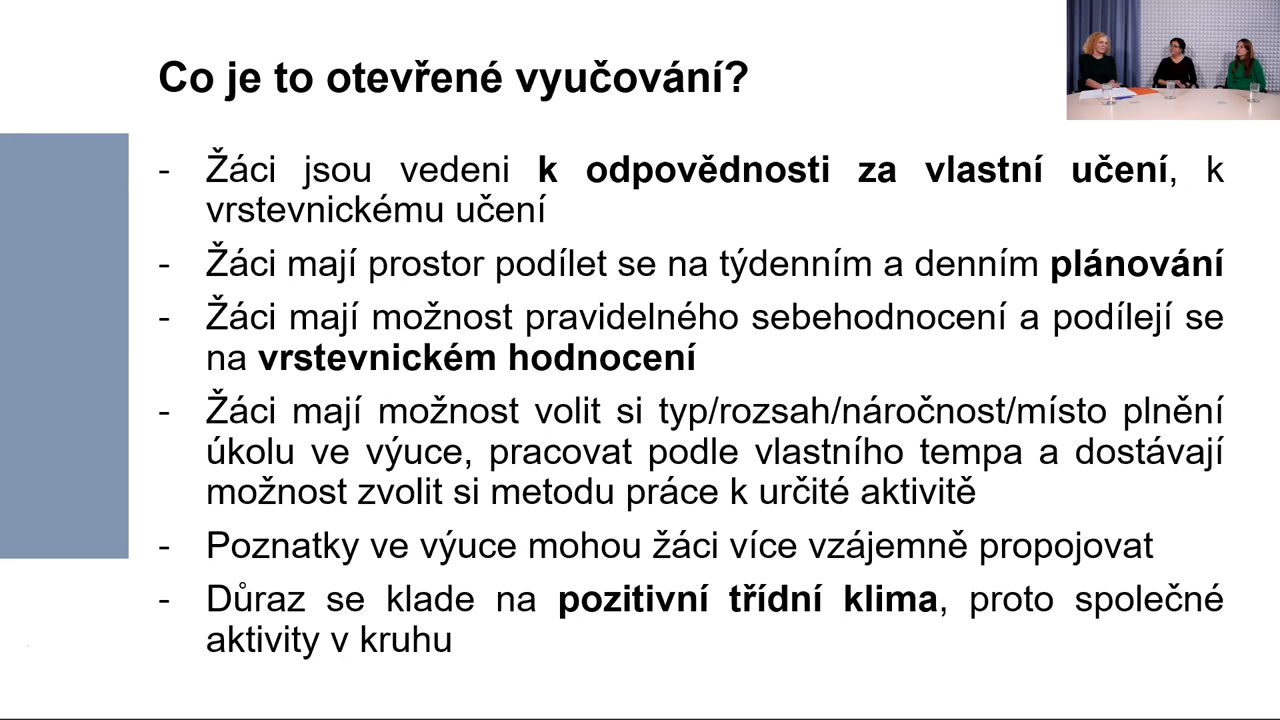 Co je to otevřené vyučování?
- Žáci jsou vedeni k odpovědnosti za vlastní učení, k
vrstevnickému učení
- Žáci mají prostor podílet se na týdenním a denním plánování
- Žáci mají možnost pravidelného sebehodnocení a podílejí se
na vrstevnickém hodnocení
- Žáci mají možnost volit si typ/rozsah/náročnost/místo plnění
úkolu ve výuce, pracovat podle vlastního tempa a dostávají
možnost zvolit si metodu práce k určité aktivitě
- Poznatky ve výuce mohou žáci více vzájemně propojovat
- Důraz se klade na pozitivní třídní klima, proto společné
aktivity v kruhu